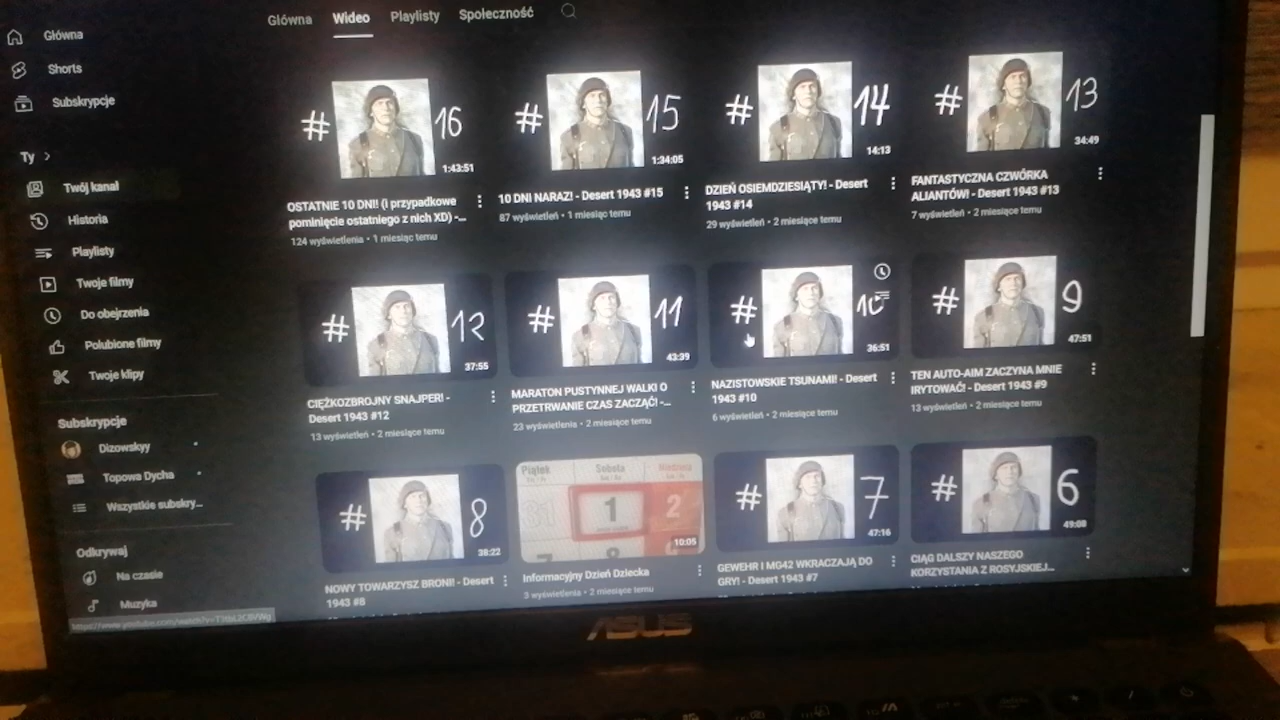 Główna
Wideo
Playlisty
Społeczność
Główna
Shorts
Subskrypcje
Ty
Twój kanał
Historia
Playlisty
Twoje filmy
Do obejrzenia
Polubione filmy
Twoje klipy
Subskrypcje
Dizowskyy
Topowa Dycha
Wszystkie subskry...
Odkrywaj
Na czasie
Muzyka
# 16
1:43:51
OSTATNIE 10 DNI! (i przypadkowe
pominięcie ostatniego z nich XD) -...
124 wyświetlenia • 1 miesiąc temu
# 15
1:34:05
10 DNI NARAZ! - Desert 1943 #15
87 wyświetleń • 1 miesiąc temu
# 14
14:13
DZIEŃ OSIEMDZIESIĄTY! - Desert
1943 #14
29 wyświetleń • 2 miesiące temu
# 13
34:49
FANTASTYCZNA CZWÓRKA
ALIANTÓW! - Desert 1943 #13
7 wyświetleń • 2 miesiące temu
# 12
37:55
CIĘŻKOZBROJNY SNAJPER! -
Desert 1943 #12
13 wyświetleń • 2 miesiące temu
# 11
43:39
MARATON PUSTYNNEJ WALKI O
PRZETRWANIE CZAS ZACZĄĆ! -...
23 wyświetlenia • 2 miesiące temu
# 10
36:51
NAZISTOWSKIE TSUNAMI! - Desert
1943 #10
6 wyświetleń • 2 miesiące temu
# 9
47:51
TEN AUTO-AIM ZACZYNA MNIE
IRYTOWAĆ! - Desert 1943 #9
13 wyświetleń • 2 miesiące temu
# 8
38:22
NOWY TOWARZYSZ BRONI! - Desert
1943 #8
Piątek
Sobota
Niedziela
31
1
2
7
8
10:05
Informacyjny Dzień Dziecka
3 wyświetlenia • 2 miesiące temu
# 7
47:16
GEWEHR I MG42 WKRACZAJĄ DO
GRY! - Desert 1943 #7
# 6
49:08
CIĄG DALSZY NASZEGO
KORZYSTANIA Z ROSYJSKIEJ...
ASUS